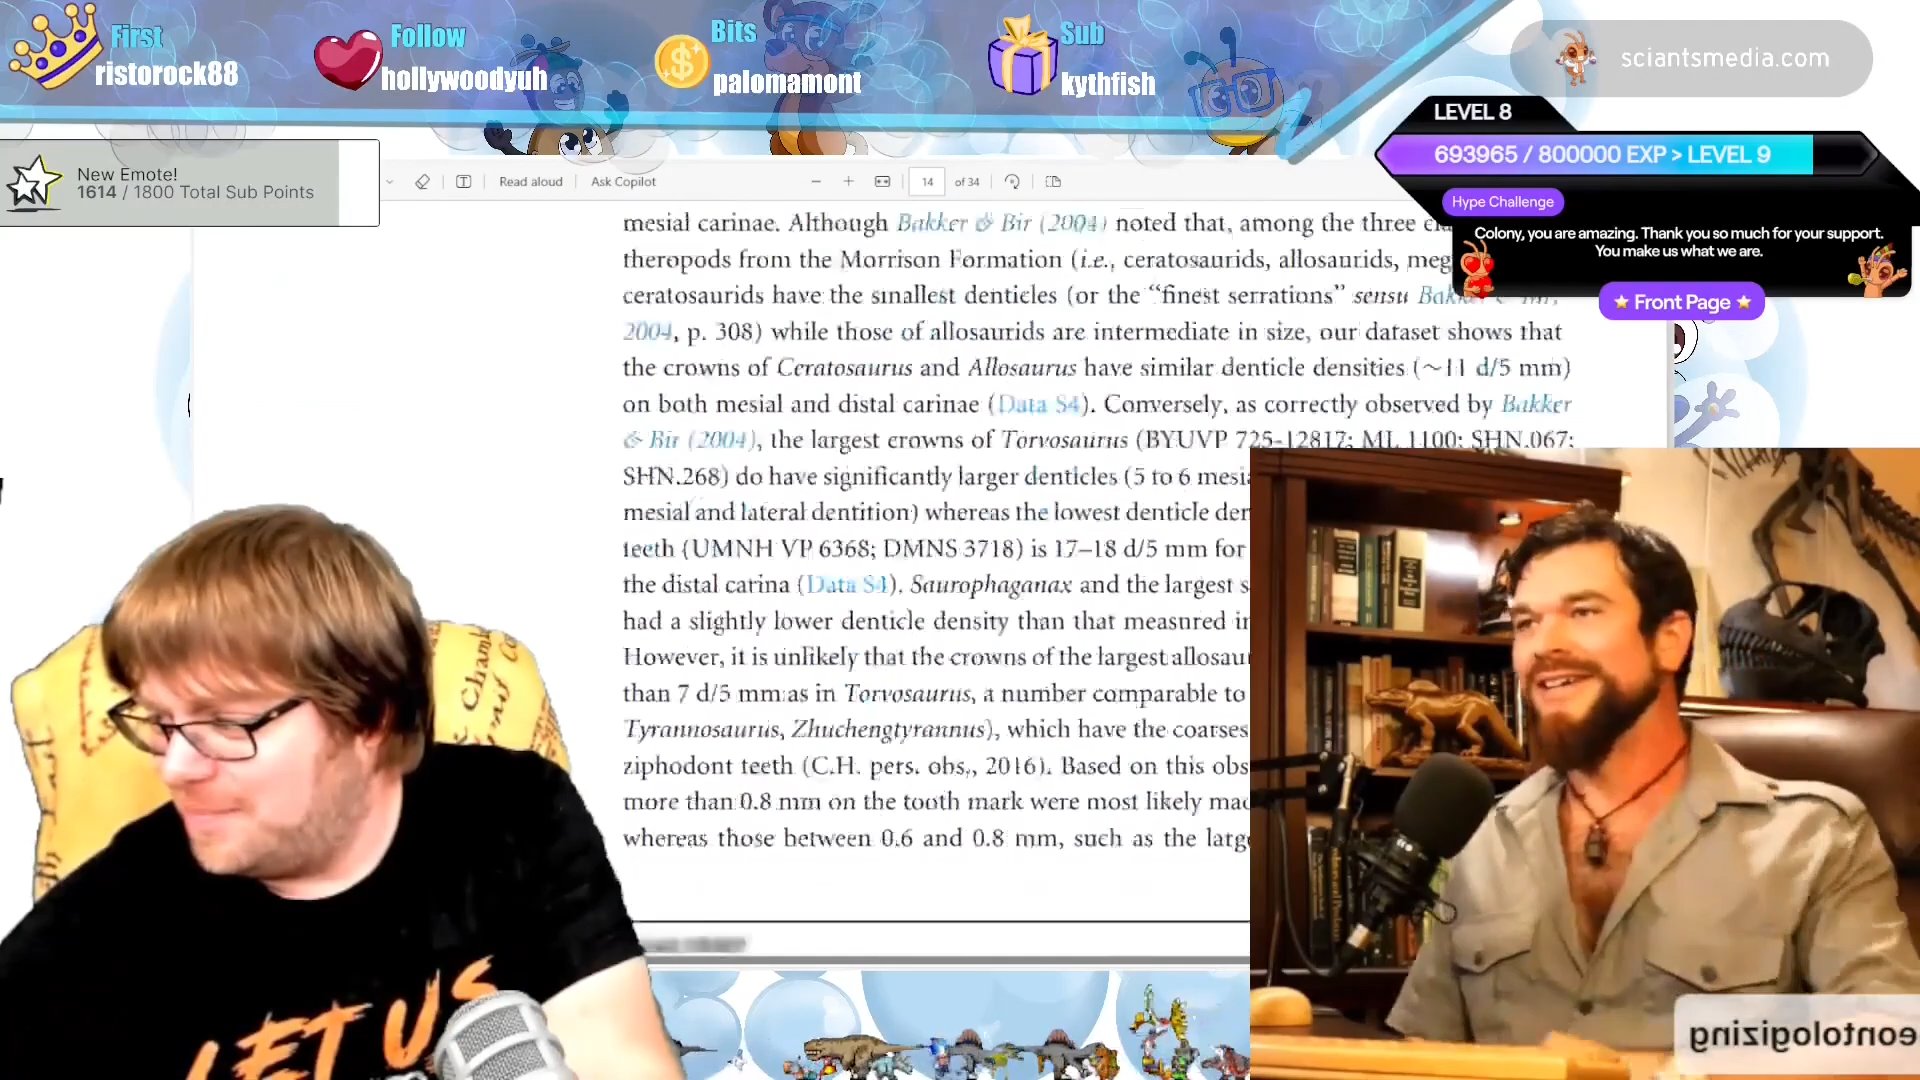 First
ristorock88
Follow
hollywoodyuh
Bits
palomamont
Sub
kythfish
sciantsmedia.com
LEVEL 8
693965 / 800000 EXP > LEVEL 9
Hype Challenge
Colony, you are amazing. Thank you so much for your support.
You make us what we are.
Front Page
New Emote!
1614 / 1800 Total Sub Points
Read aloud
Ask Copilot
14
of 34
mesial carinae. Although Bakker & Bir (2004) noted that, among the three
theropods from the Morrison Formation (i.e., ceratosaurids, allosaurids,
ceratosaurids have the smallest denticles (or the “finest serrations” sensu
2004, p. 308) while those of allosaurids are intermediate in size, our dataset shows that
the crowns of Ceratosaurus and Allosaurus have similar denticle densities (~11 d/5 mm)
on both mesial and distal carinae (Data S4). Conversely, as correctly observed by Bakker
& Bir (2004), the largest crowns of Torvosaurus (BYUVP 725-12817; ML 1100; SHN.067;
SHN.268) do have significantly larger denticles (5 to 6
mesial and lateral dentition) whereas the lowest denticle
teeth (UMNH VP 6368; DMNS 3718) is 17–18 d/5 mm for
the distal carina (Data S4). Saurophaganax and the largest
had a slightly lower denticle density than that measured
However, it is unlikely that the crowns of the largest
than 7 d/5 mm as in Torvosaurus, a number comparable to
Tyrannosaurus, Zhuchengtyrannus), which have the
ziphodont teeth (C.H. pers. obs., 2016). Based on this
more than 0.8 mm on the tooth mark were most likely
whereas those between 0.6 and 0.8 mm, such as the
LET US
eontologizing